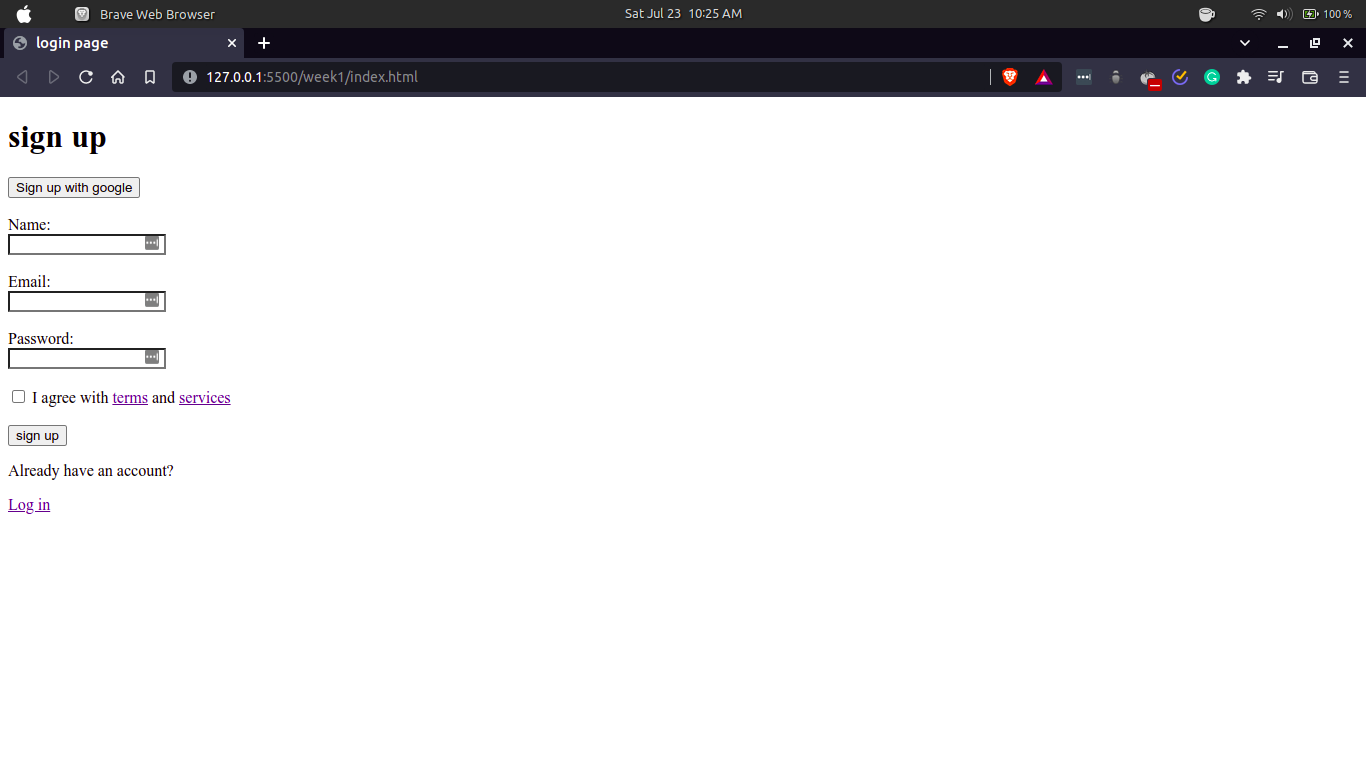 Brave Web Browser Sat Jul 23 10:25 AM 100 %
login page
127.0.0.1:5500/week1/index.html
sign up
Sign up with google
Name:
Email:
Password:
I agree with terms and services
sign up
Already have an account?
Log in